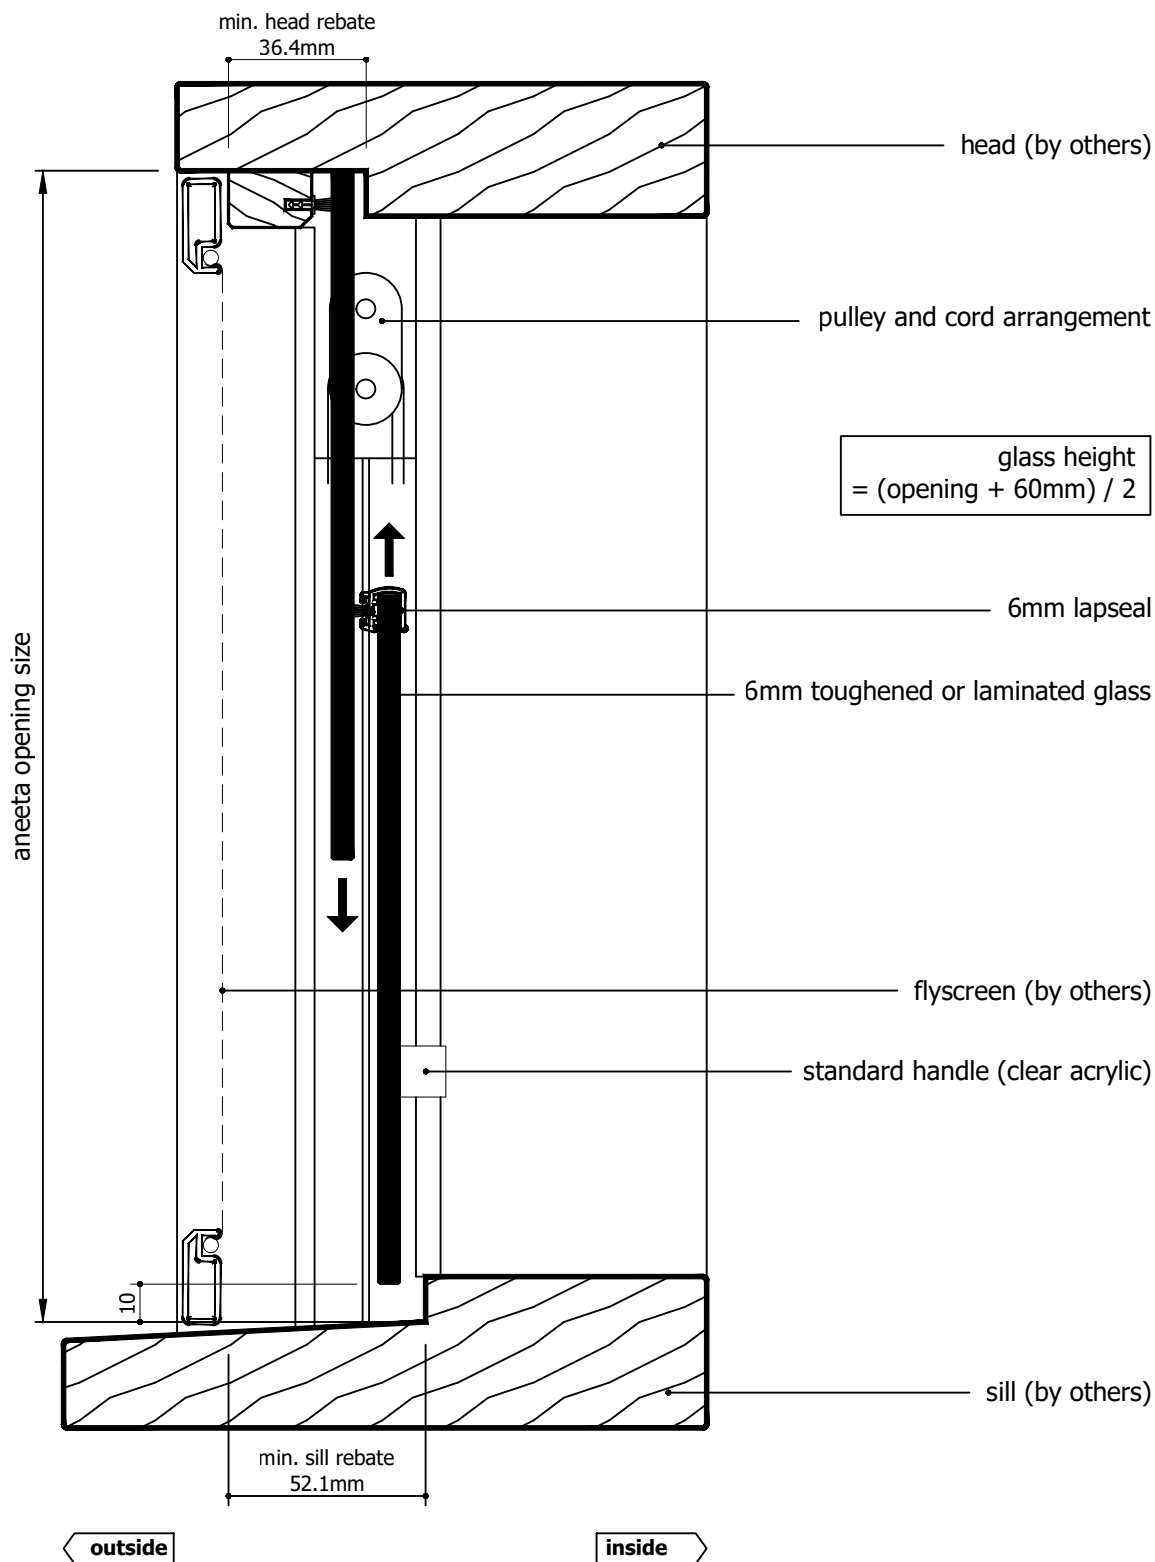 min. head rebate
36.4mm
head (by others)
pulley and cord arrangement
glass height
= (opening + 60mm) / 2
6mm lapseal
6mm toughened or laminated glass
aneeta opening size
flyscreen (by others)
standard handle (clear acrylic)
10
sill (by others)
min. sill rebate
52.1mm
outside
inside